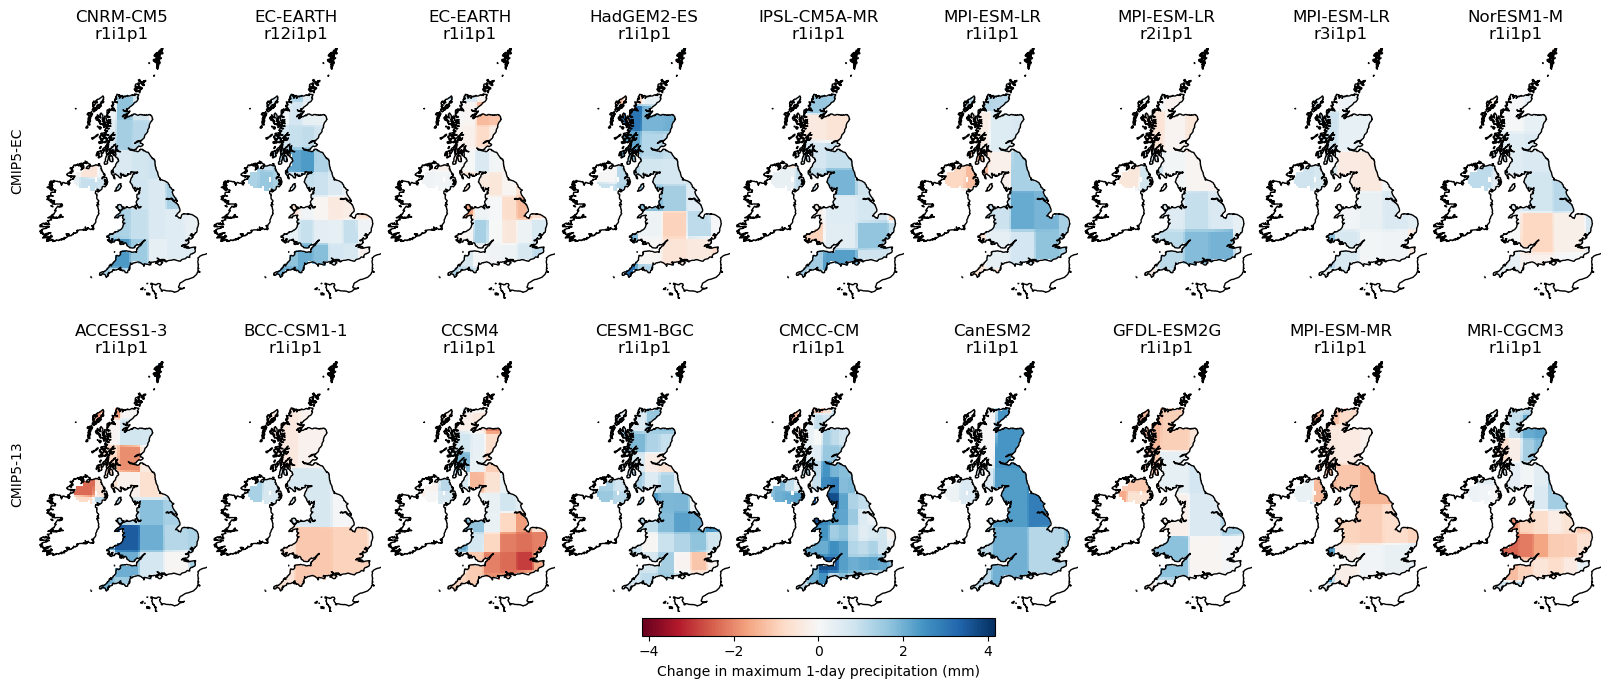 CNRM-CM5
r1i1p1
EC-EARTH
r12i1p1
EC-EARTH
r1i1p1
HadGEM2-ES
r1i1p1
IPSL-CM5A-MR
r1i1p1
MPI-ESM-LR
r1i1p1
MPI-ESM-LR
r2i1p1
MPI-ESM-LR
r3i1p1
NorESM1-M
r1i1p1
CMIP5-EC
ACCESS1-3
r1i1p1
BCC-CSM1-1
r1i1p1
CCSM4
r1i1p1
CESM1-BGC
r1i1p1
CMCC-CM
r1i1p1
CanESM2
r1i1p1
GFDL-ESM2G
r1i1p1
MPI-ESM-MR
r1i1p1
MRI-CGCM3
r1i1p1
CMIP5-13
−4 −2 0 2 4
Change in maximum 1-day precipitation (mm)